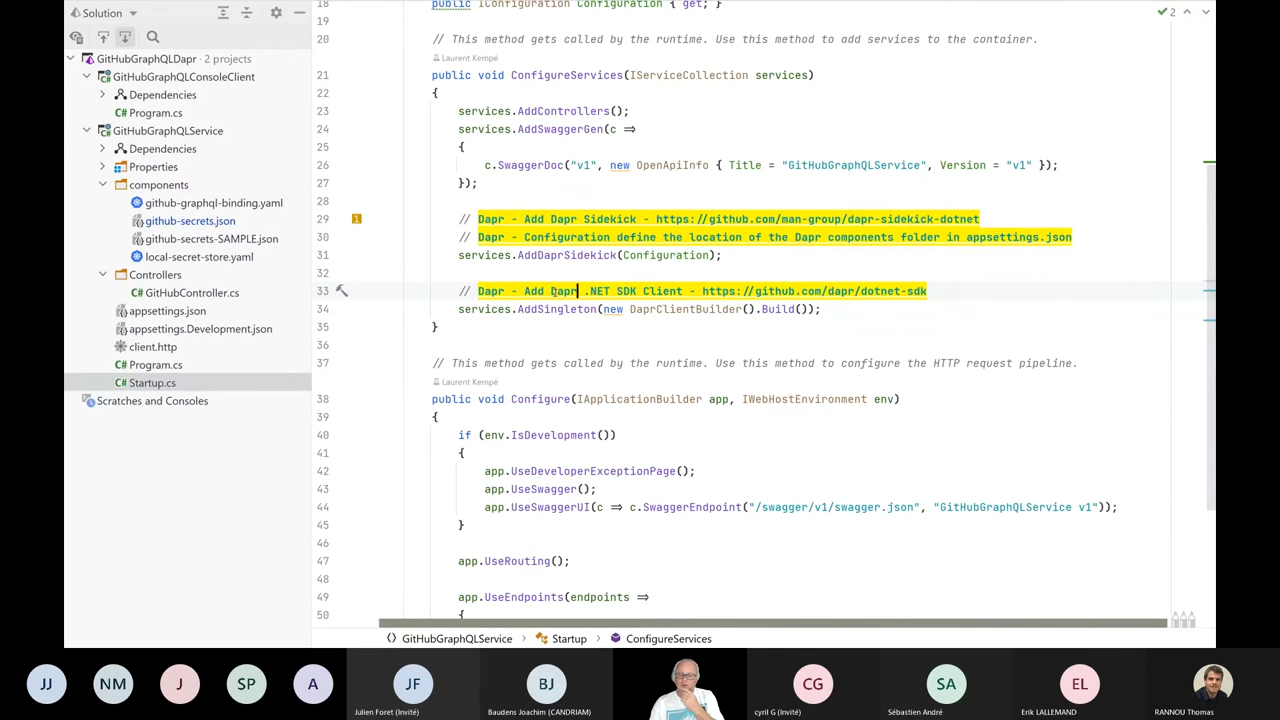 Solution
2
GitHubGraphQLDapr · 2 projects
GitHubGraphQLConsoleClient
Dependencies
C# Program.cs
GitHubGraphQLService
Dependencies
Properties
components
github-graphql-binding.yaml
github-secrets.json
github-secrets-SAMPLE.json
local-secret-store.yaml
Controllers
C# GitHubController.cs
appsettings.json
appsettings.Development.json
client.http
C# Program.cs
C# Startup.cs
Scratches and Consoles
18 public IConfiguration Configuration { get; }
19
20 // This method gets called by the runtime. Use this method to add services to the container.
Laurent Kempé
21 public void ConfigureServices(IServiceCollection services)
22 {
23 services.AddControllers();
24 services.AddSwaggerGen(c =>
25 {
26 c.SwaggerDoc("v1", new OpenApiInfo { Title = "GitHubGraphQLService", Version = "v1" });
27 });
28
29 // Dapr - Add Dapr Sidekick - https://github.com/man-group/dapr-sidekick-dotnet
30 // Dapr - Configuration define the location of the Dapr components folder in appsettings.json
31 services.AddDaprSidekick(Configuration);
32
33 // Dapr - Add Dapr .NET SDK Client - https://github.com/dapr/dotnet-sdk
34 services.AddSingleton(new DaprClientBuilder().Build());
35 }
36
37 // This method gets called by the runtime. Use this method to configure the HTTP request pipeline.
Laurent Kempé
38 public void Configure(IApplicationBuilder app, IWebHostEnvironment env)
39 {
40 if (env.IsDevelopment())
41 {
42 app.UseDeveloperExceptionPage();
43 app.UseSwagger();
44 app.UseSwaggerUI(c => c.SwaggerEndpoint("/swagger/v1/swagger.json", "GitHubGraphQLService v1"));
45 }
46
47 app.UseRouting();
48
49 app.UseEndpoints(endpoints =>
50 {
GitHubGraphQLService › Startup › ConfigureServices
JJ NM J SP A JF BJ CG SA EL
Julien Foret (Invité) Baudens Joachim (CANDRIAM) cyril G (Invité) Sébastien André Erik LALLEMAND RANNOU Thomas